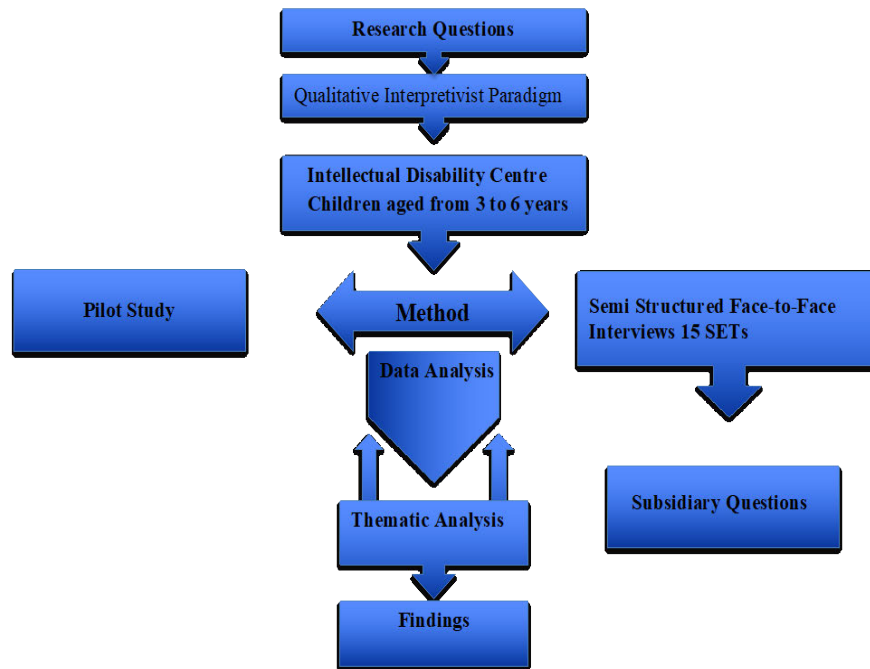 Research Questions
Qualitative Interpretivist Paradigm
Intellectual Disability Centre
Children aged from 3 to 6 years
Pilot Study
Method
Semi Structured Face-to-Face
Interviews 15 SETs
Data Analysis
Subsidiary Questions
Thematic Analysis
Findings